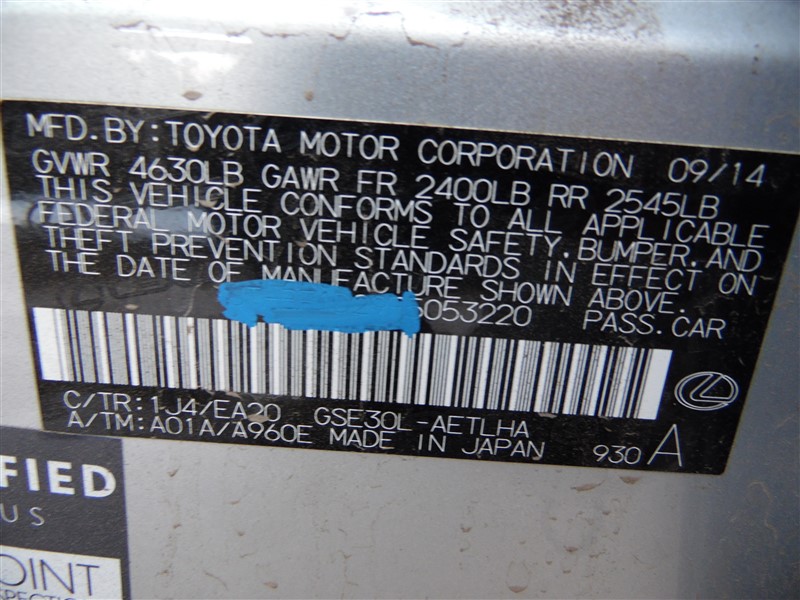 MFD.BY:TOYOTA MOTOR CORPORATION 09/14
GVWR 4630LB GAWR FR 2400LB RR 2545LB
THIS VEHICLE CONFORMS TO ALL APPLICABLE
FEDERAL MOTOR VEHICLE SAFETY,BUMPER,AND
THEFT PREVENTION STANDARDS IN EFFECT ON
THE DATE OF MANUFACTURE SHOWN ABOVE.
5053220 PASS.CAR
C/TR:1J4/EA20 GSE30L-AETLHA
A/TM:A01A/A960E MADE IN JAPAN 930 A
FIED
US
OINT